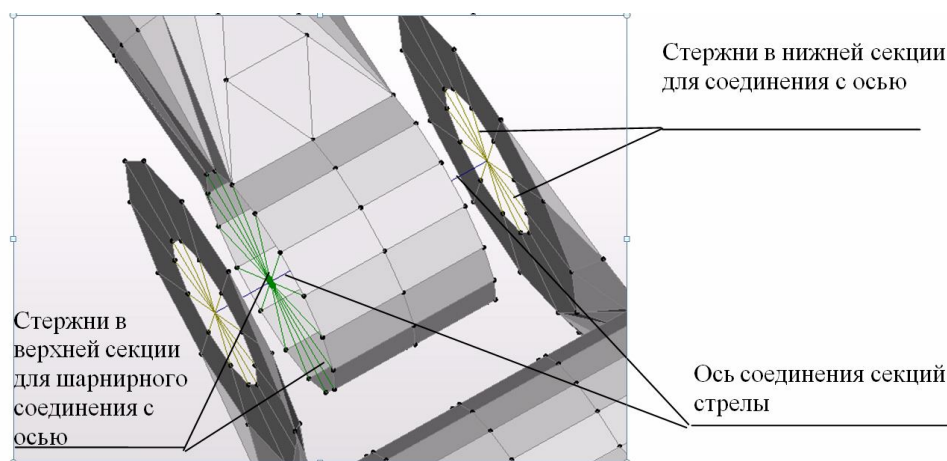 Стержни в нижней секции
для соединения с осью
Стержни в
верхней секции
для шарнирного
соединения с
осью
Ось соединения секций
стрелы